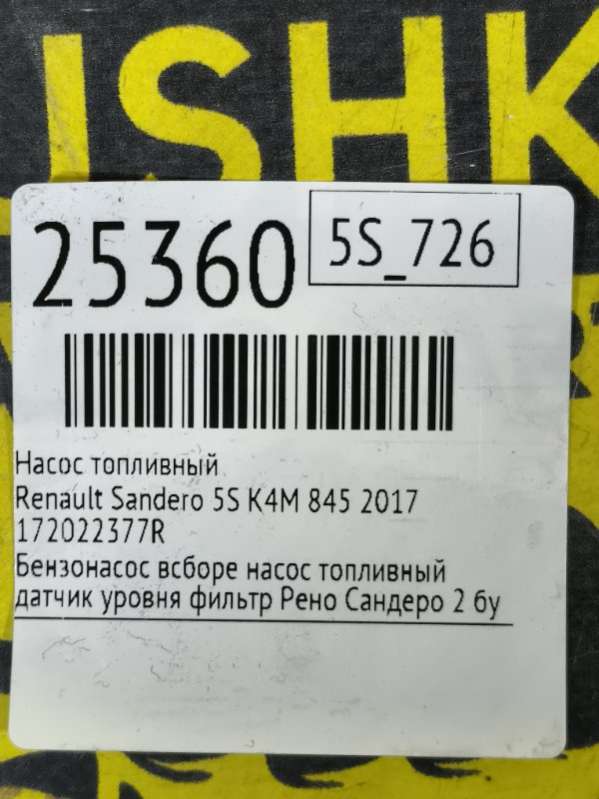 ISHK
25360
5S_726
Насос топливный
Renault Sandero 5S K4M 845 2017
172022377R
Бензонасос всборе насос топливный
датчик уровня фильтр Рено Сандеро 2 бу